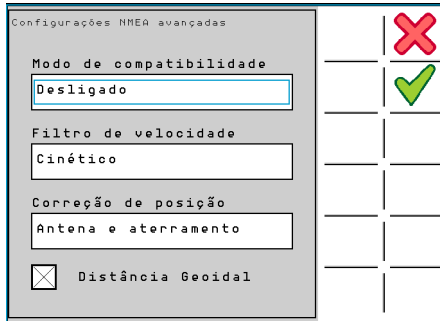 Configurações NMEA avançadas
Modo de compatibilidade
Desligado
Filtro de velocidade
Cinético
Correção de posição
Antena e aterramento
Distância Geoidal